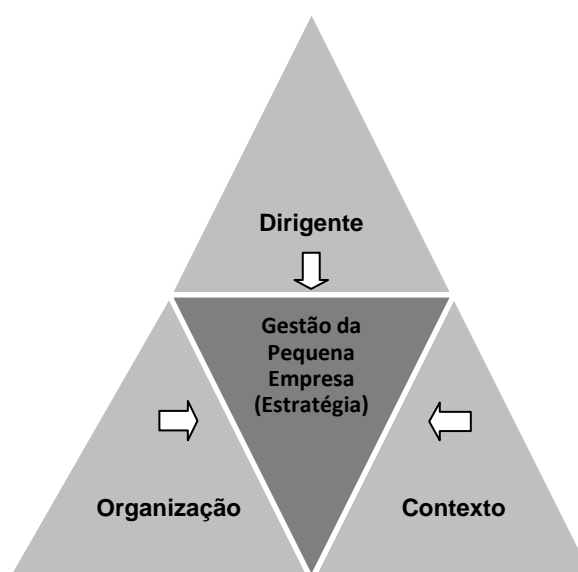 Dirigente
Gestão da
Pequena
Empresa
(Estratégia)
Organização
Contexto